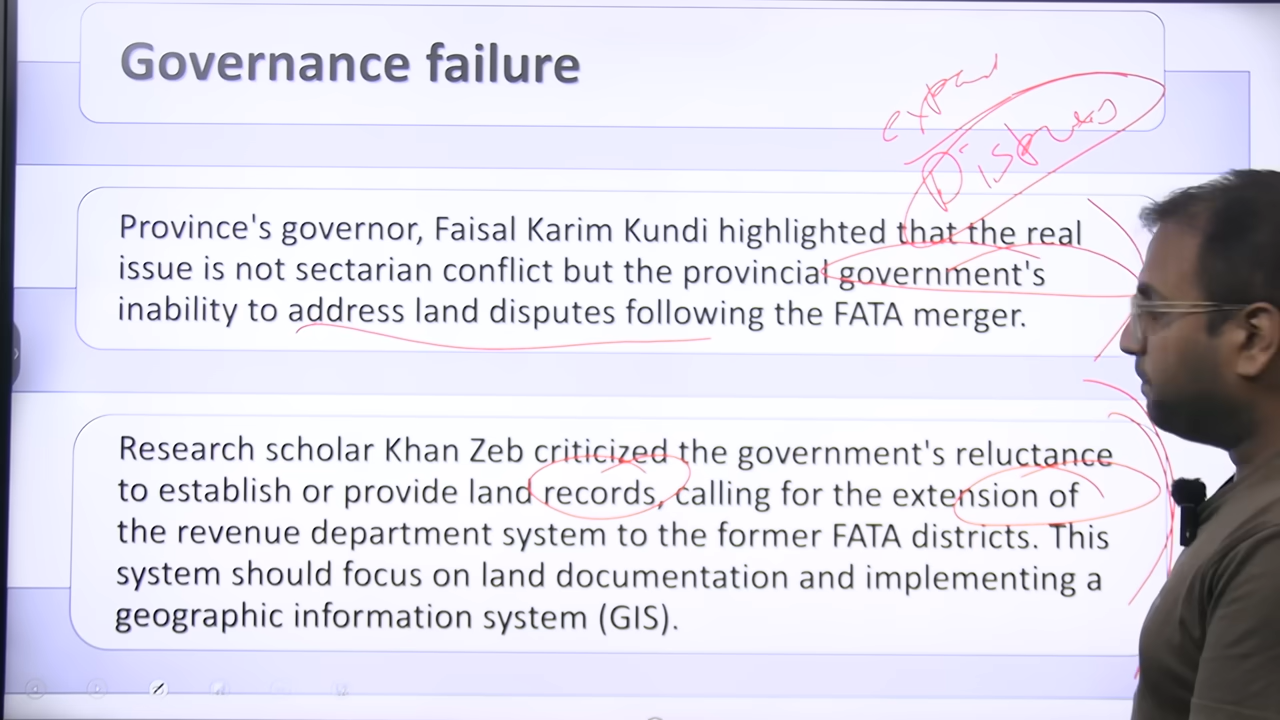 Governance failure
expand
Disputes
Province's governor, Faisal Karim Kundi highlighted that the real
issue is not sectarian conflict but the provincial government's
inability to address land disputes following the FATA merger.
Research scholar Khan Zeb criticized the government's reluctance
to establish or provide land records, calling for the extension of
the revenue department system to the former FATA districts. This
system should focus on land documentation and implementing a
geographic information system (GIS).